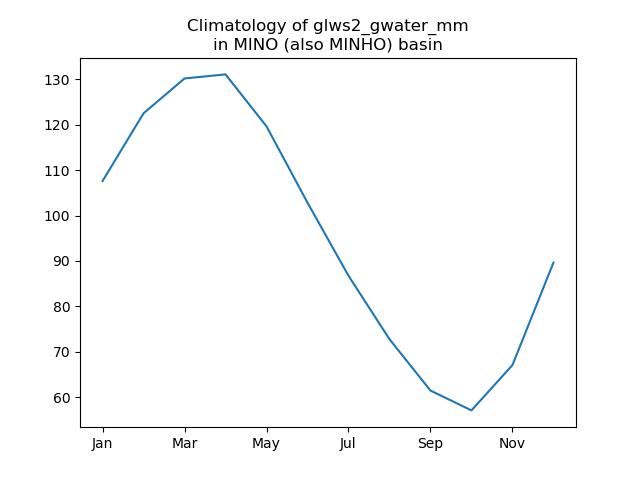 Climatology of glws2_gwater_mm
in MINO (also MINHO) basin
130
120
110
100
90
80
70
60
Jan
Mar
May
Jul
Sep
Nov